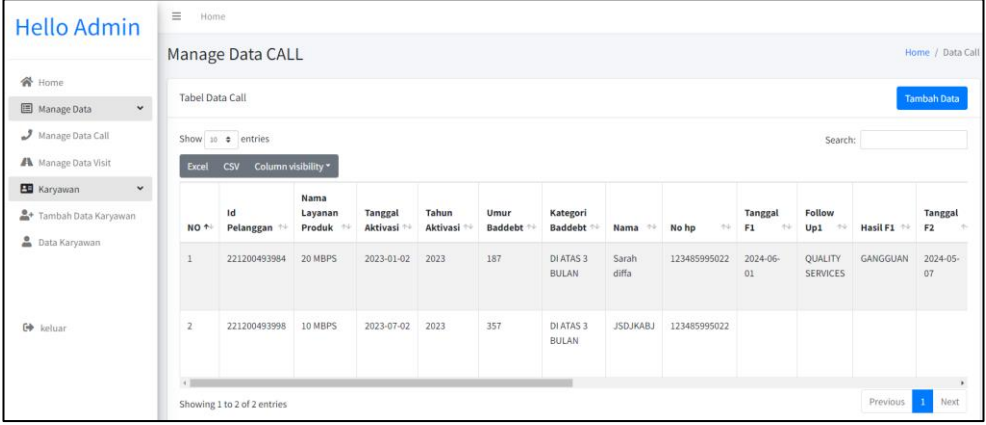 Hello Admin
Home
Manage Data
Manage Data Call
Manage Data Visit
Karyawan
Tambah Data Karyawan
Data Karyawan
keluar
Home
Manage Data CALL
Home / Data Call
Tabel Data Call
Tambah Data
Show 10 entries
Search:
Excel CSV Column visibility
NO Id Pelanggan Nama Layanan Produk Tanggal Aktivasi Tahun Aktivasi Umur Baddebt Kategori Baddebt Nama No hp Tanggal F1 Follow Up1 Hasil F1 Tanggal F2
1 221200493984 20 MBPS 2023-01-02 2023 187 DI ATAS 3 BULAN Sarah diffa 123485995022 2024-06-01 QUALITY SERVICES GANGGUAN 2024-05-07
2 221200493998 10 MBPS 2023-07-02 2023 357 DI ATAS 3 BULAN JSDJKABJ 123485995022
Showing 1 to 2 of 2 entries
Previous 1 Next